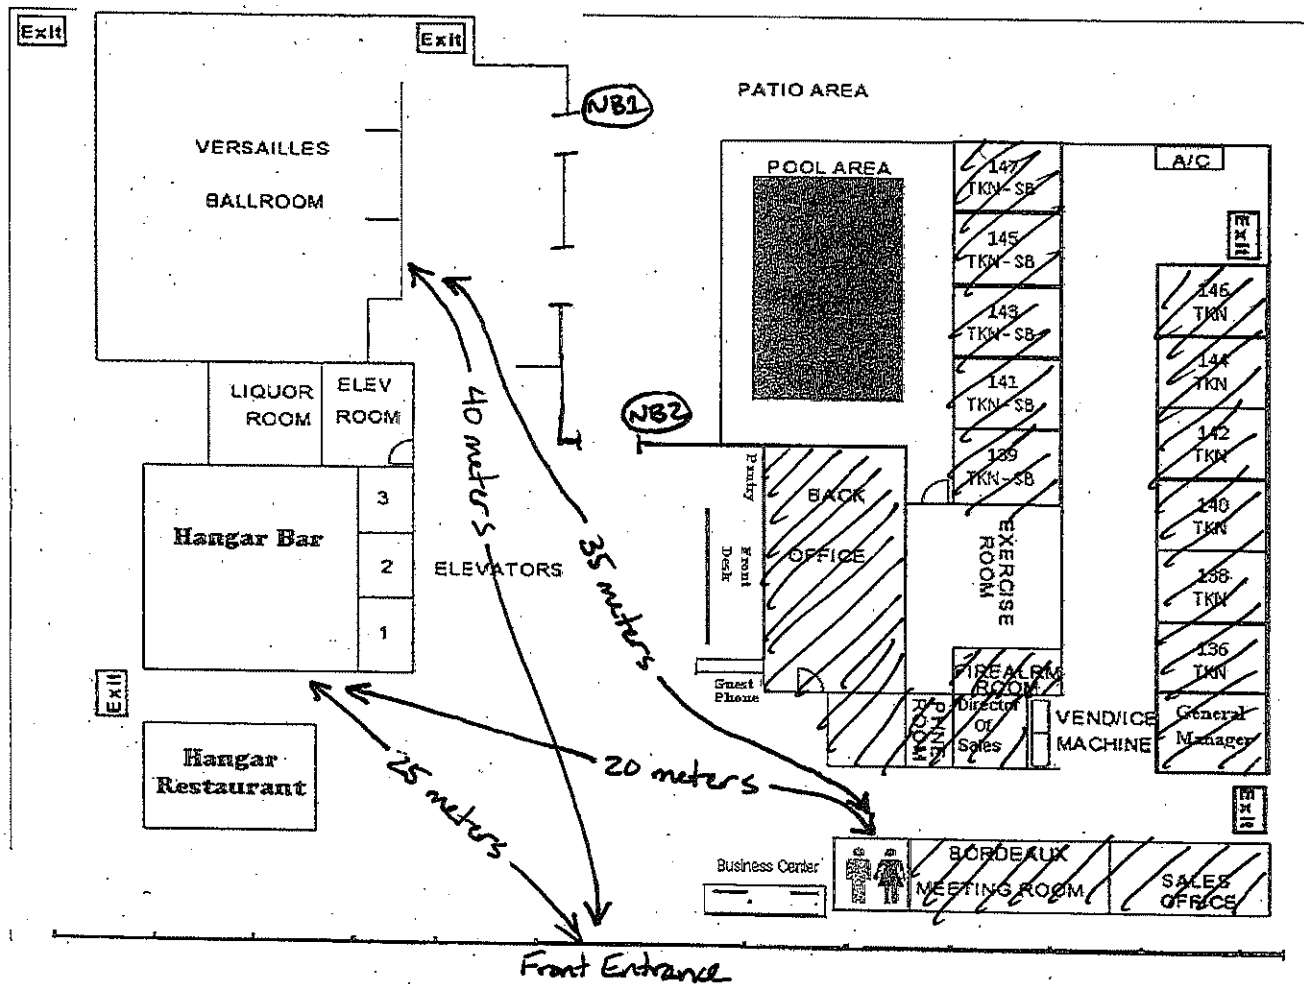 Exit
Exit
NB1
PATIO AREA
VERSAILLES
BALLROOM
POOL AREA
147
TKN-SB
A/C
145
TKN-SB
Exit
143
TKN-SB
146
TKN
141
TKN-SB
144
TKN
LIQUOR
ROOM
ELEV
ROOM
NB2
139
TKN-SB
142
TKN
40 meters
35 meters
3
2
1
Hangar Bar
ELEVATORS
Pantry
Front
Desk
BACK
OFFICE
EXERCISE
ROOM
140
TKN
138
TKN
136
TKN
Exit
Guest
Phone
FIREALRM
ROOM
Director
Of
Sales
VEND/ICE
MACHINE
General
Manager
Hangar
Restaurant
25 meters
20 meters
Exit
Business Center
BORDEAUX
MEETING ROOM
SALES
OFFICE
Front Entrance